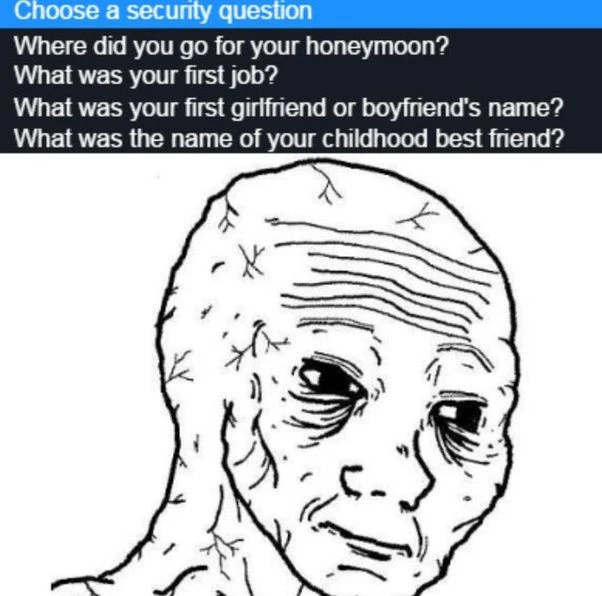 Choose a security question
Where did you go for your honeymoon?
What was your first job?
What was your first girlfriend or boyfriend's name?
What was the name of your childhood best friend?